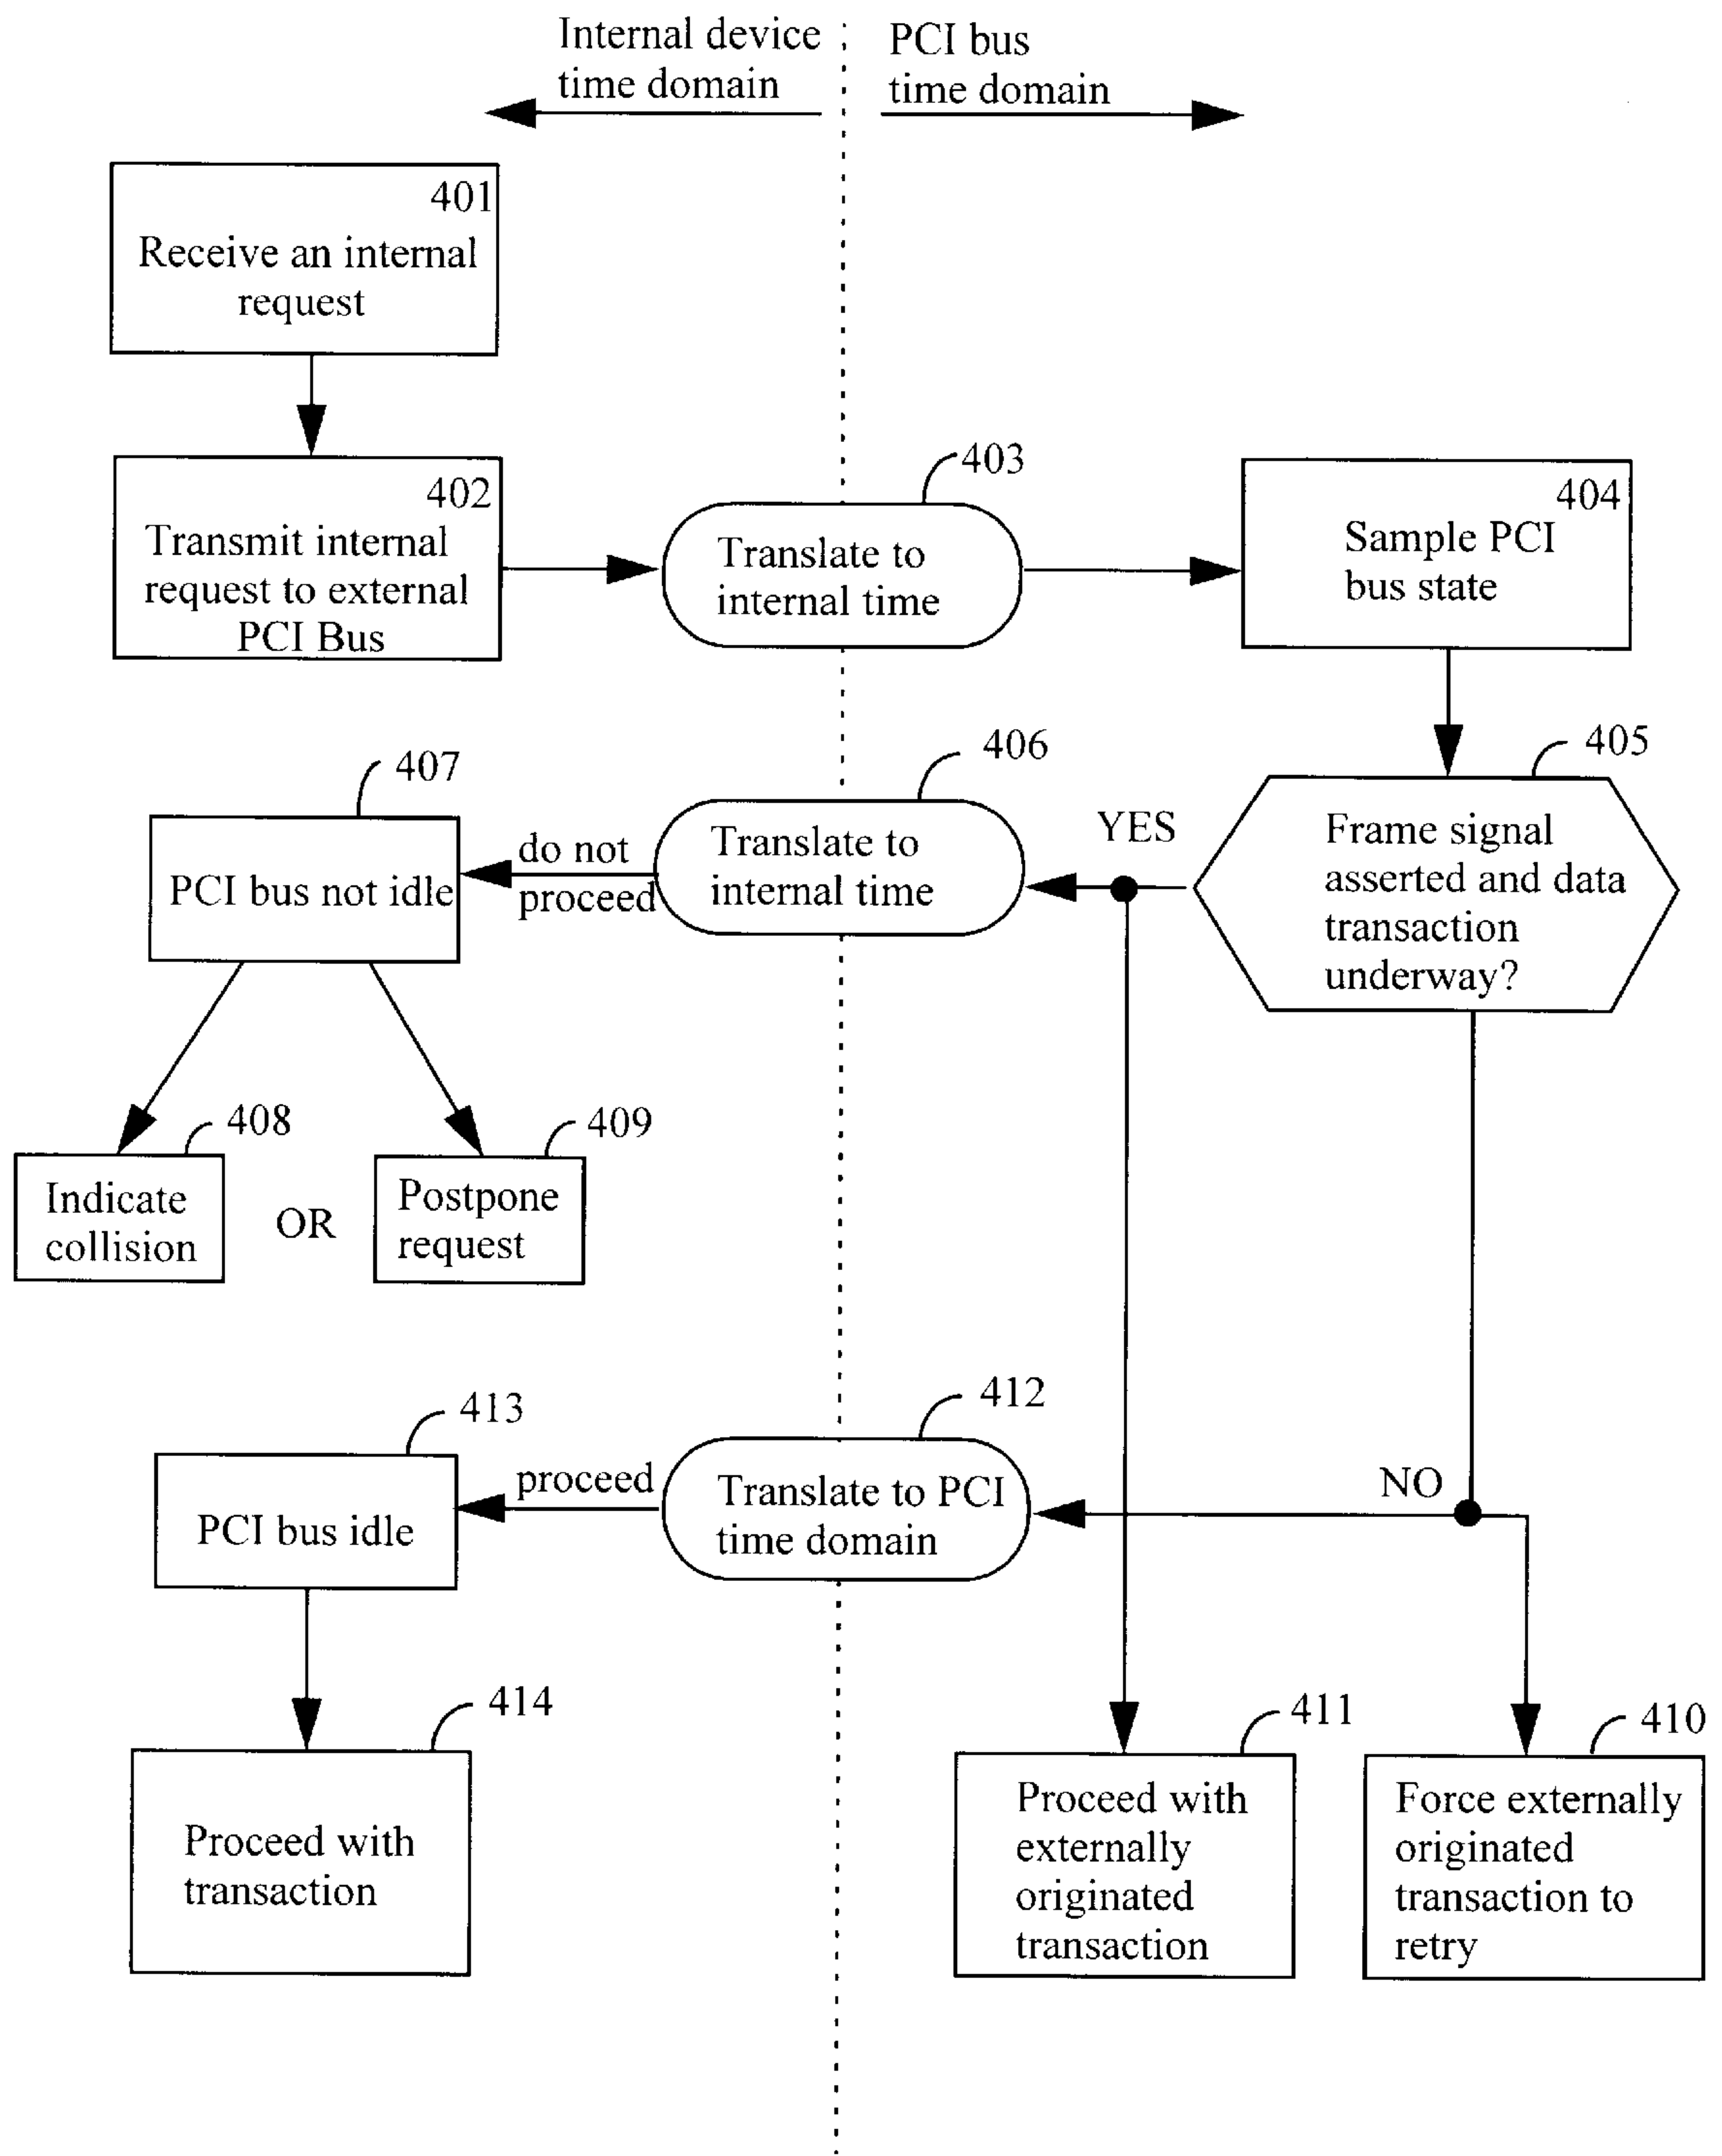 Internal device
time domain
PCI bus
time domain
401
Receive an internal
request
402
Transmit internal
request to external
PCI Bus
403
Translate to
internal time
404
Sample PCI
bus state
405
Frame signal
asserted and data
transaction
underway?
YES
406
Translate to
internal time
do not
proceed
407
PCI bus not idle
408
Indicate
collision
OR
409
Postpone
request
NO
412
Translate to PCI
time domain
proceed
413
PCI bus idle
414
Proceed with
transaction
411
Proceed with
externally
originated
transaction
410
Force externally
originated
transaction to
retry